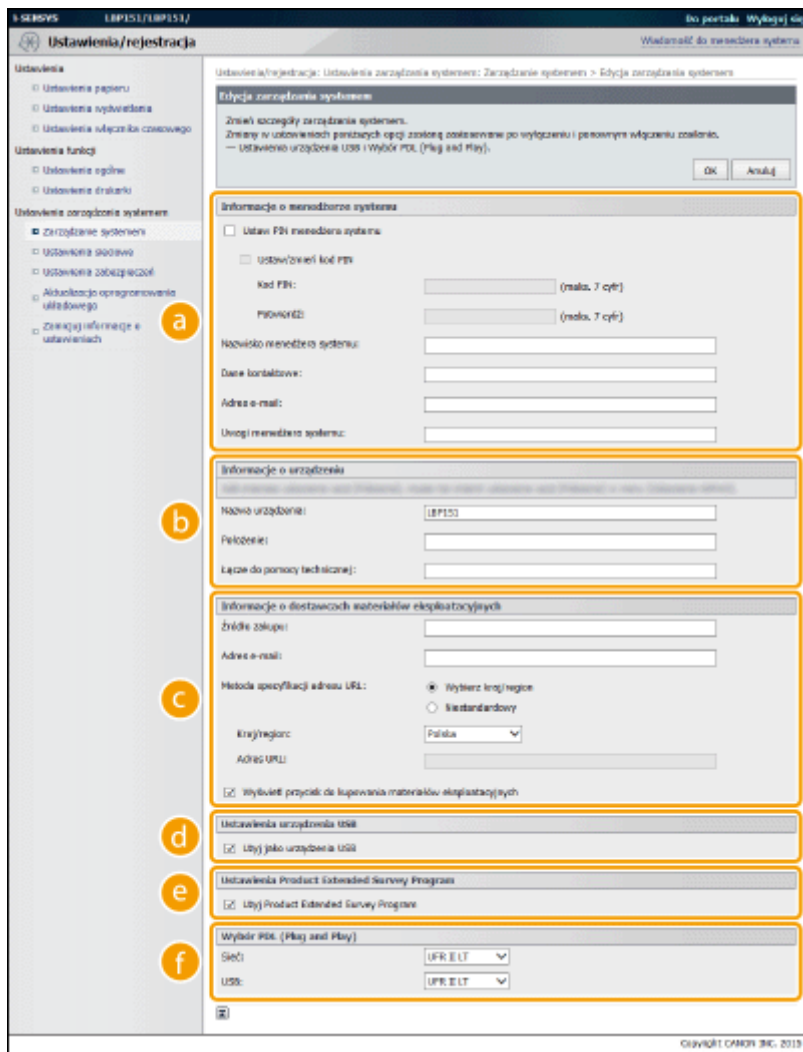 i-SENSYS LBP151/LBP151/ Do portalu Wyloguj się
Ustawienia/rejestracja Wiadomość do menedżera systemu
Ustawienia
Ustawienia papieru
Ustawienia wyświetlania
Ustawienia włącznika czasowego
Ustawienia funkcji
Ustawienia ogólne
Ustawienia drukarki
Ustawienia zarządzania systemem
Zarządzanie systemem
Ustawienia sieciowe
Ustawienia zabezpieczeń
Aktualizacja oprogramowania
układowego
Zaimportuj informacje o
ustawieniach
Ustawienia/rejestracja: Ustawienia zarządzania systemem: Zarządzanie systemem > Edycja zarządzania systemem
Edycja zarządzania systemem
Zmień szczegóły zarządzania systemem.
Zmiany w ustawieniach poniższych opcji zostaną zastosowane po wyłączeniu i ponownym włączeniu zasilania.
— Ustawienia urządzenia USB i Wybór PDL (Plug and Play).
OK Anuluj
a
Informacje o menedżerze systemu
Ustaw PIN menedżera systemu
Ustaw/zmień kod PIN
Kod PIN: (maks. 7 cyfr)
Potwierdź: (maks. 7 cyfr)
Nazwisko menedżera systemu:
Dane kontaktowe:
Adres e-mail:
Uwagi menedżera systemu:
b
Informacje o urządzeniu
Nazwa urządzenia: LBP151
Położenie:
Łącze do pomocy technicznej:
c
Informacje o dostawcach materiałów eksploatacyjnych
Źródło zakupu:
Adres e-mail:
Metoda specyfikacji adresu URL: Wybierz kraj/region
Niestandardowy
Kraj/region: Polska
Adres URL:
Wyświetl przycisk do kupowania materiałów eksploatacyjnych
d
Ustawienia urządzenia USB
Użyj jako urządzenia USB
e
Ustawienia Product Extended Survey Program
Użyj Product Extended Survey Program
f
Wybór PDL (Plug and Play)
Sieć: UFR II LT
USB: UFR II LT
Copyright CANON INC. 2015